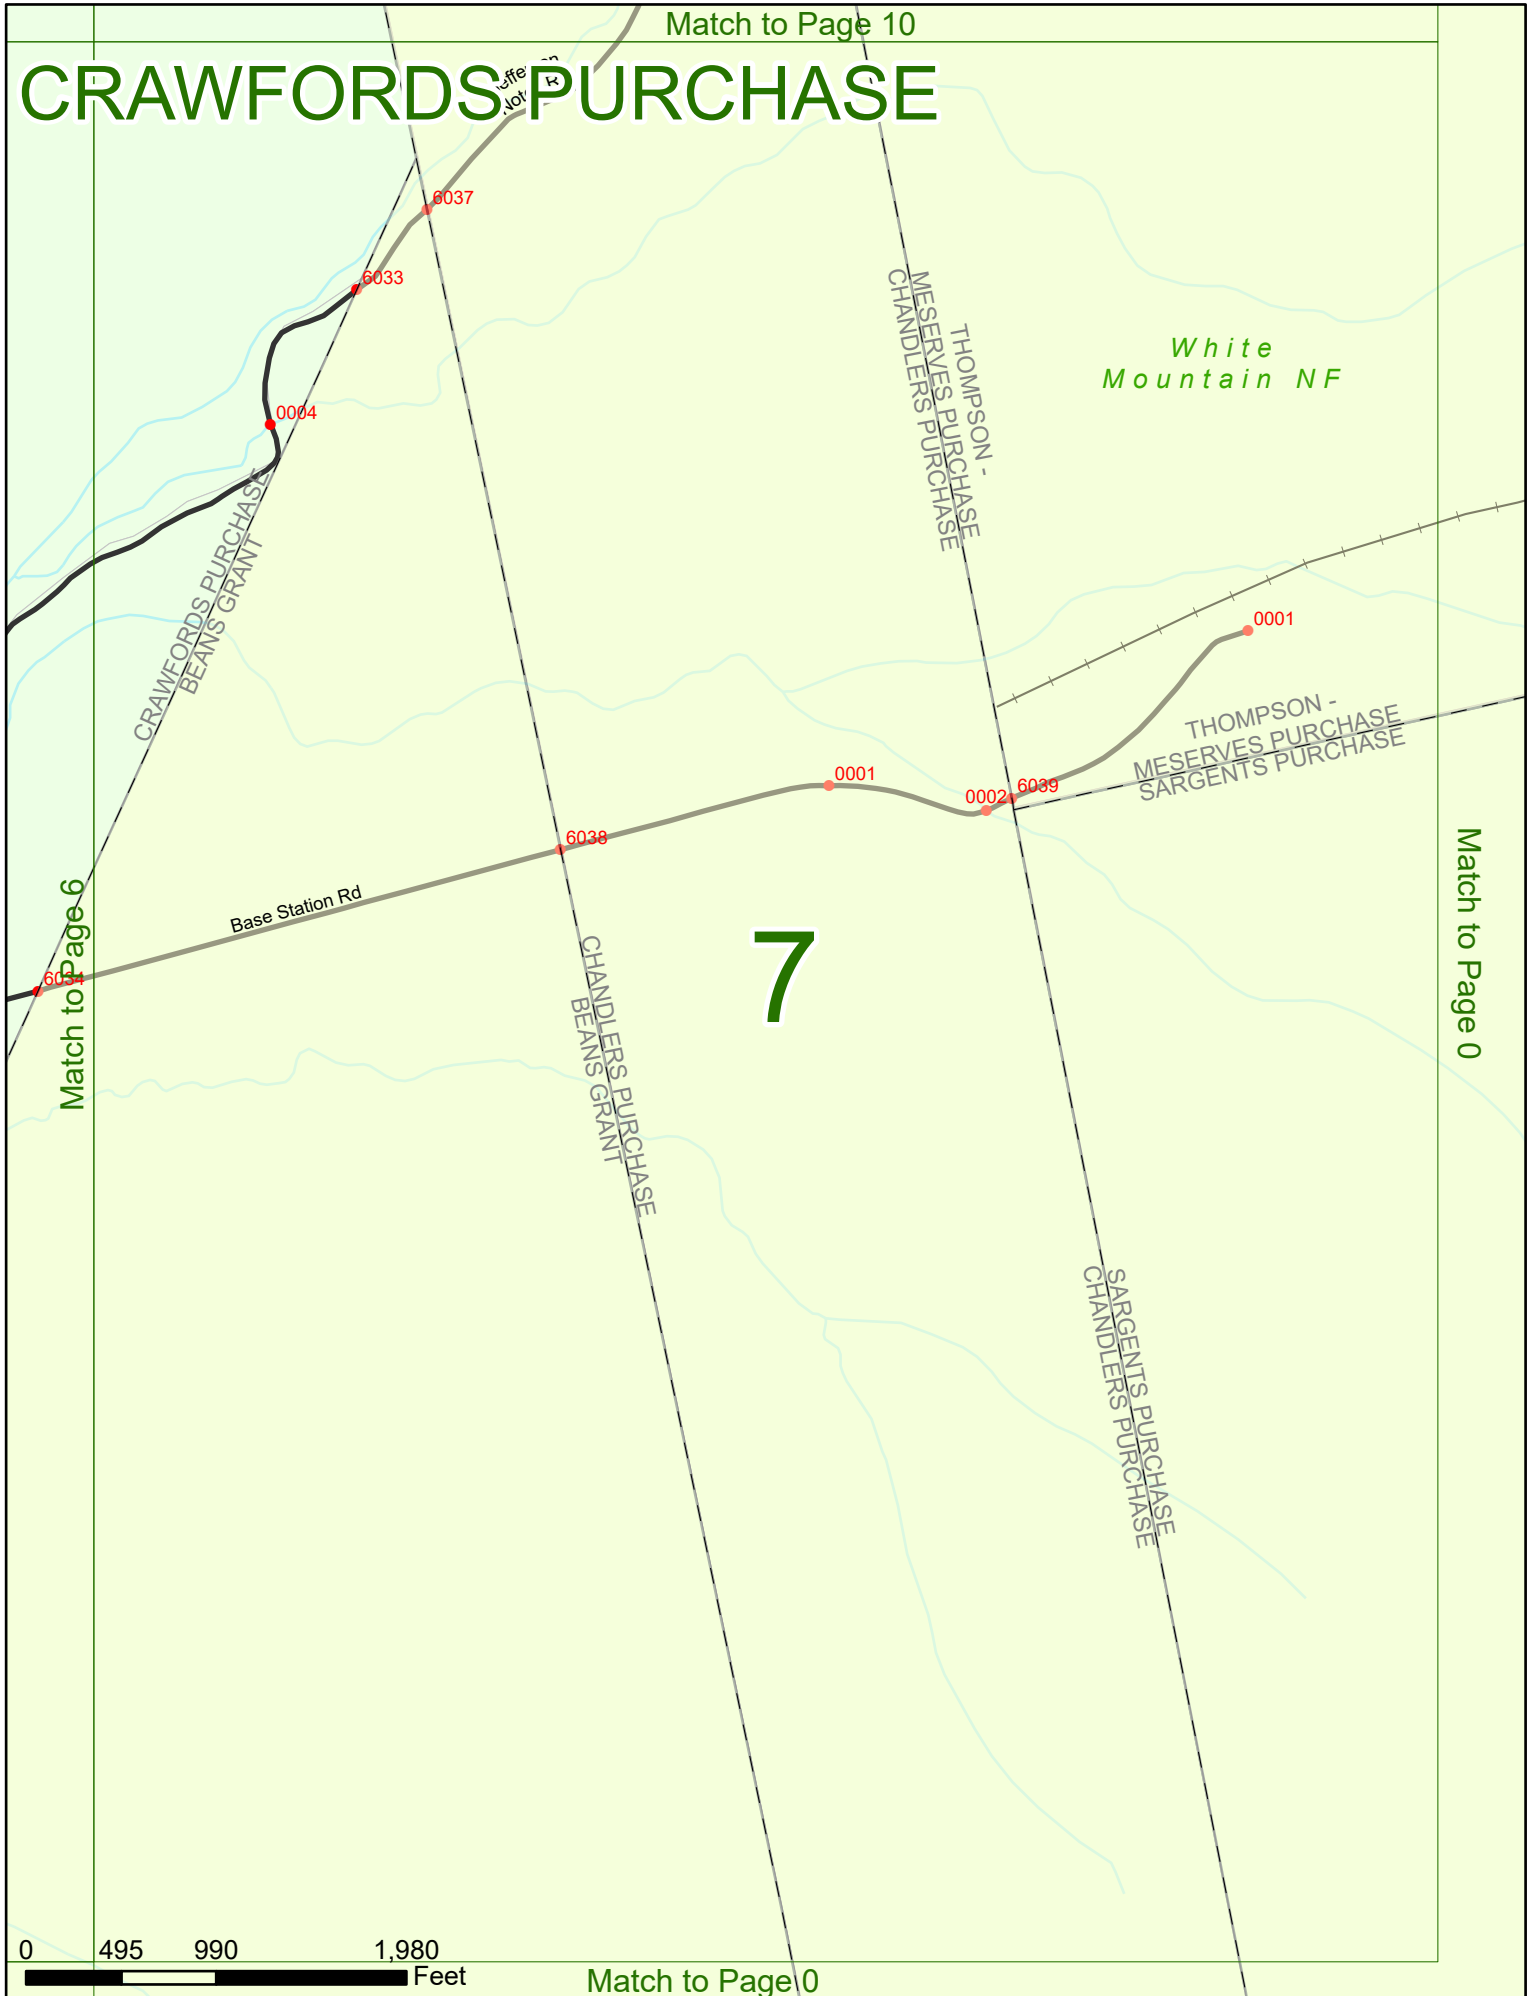 Match to Page 10
CRAWFORDS PURCHASE
6037
6033
0004
White
Mountain NF
THOMPSON -
MESERVES PURCHASE
CHANDLERS PURCHASE
CRAWFORDS PURCHASE
BEANS GRANT
0001
THOMPSON -
MESERVES PURCHASE
SARGENTS PURCHASE
0001
0002
6039
6038
Base Station Rd
Match to Page 6
6034
7
Match to Page 0
CHANDLERS PURCHASE
BEANS GRANT
SARGENTS PURCHASE
CHANDLERS PURCHASE
0 495 990 1,980
Feet
Match to Page 0